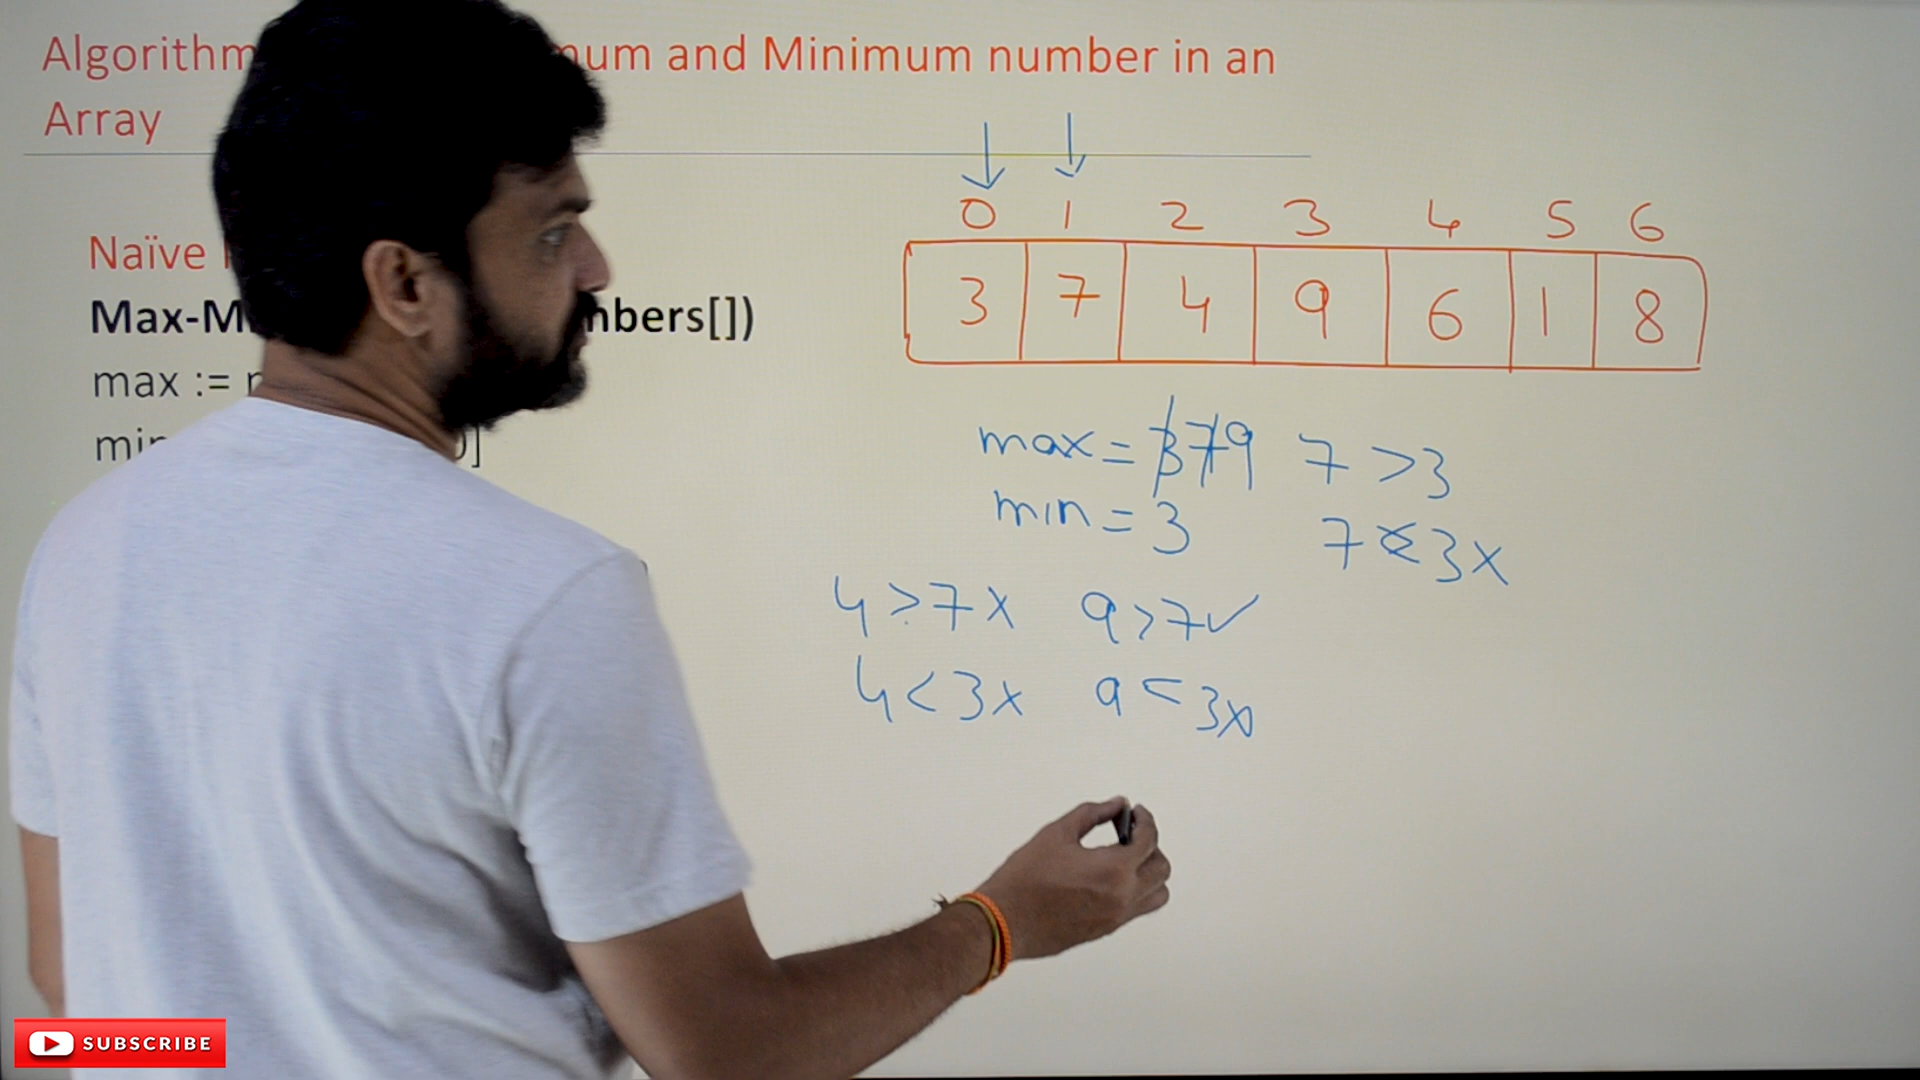 Algorithm and Minimum number in an
Array
0 1 2 3 4 5 6
Naïve
3 7 4 9 6 1 8
Max-M mbers[])
max :=
max = 3 7 9 7 > 3
min = 3 7 < 3 x
4 > 7 x 9 > 7 ✓
4 < 3 x 9 < 3 x
SUBSCRIBE